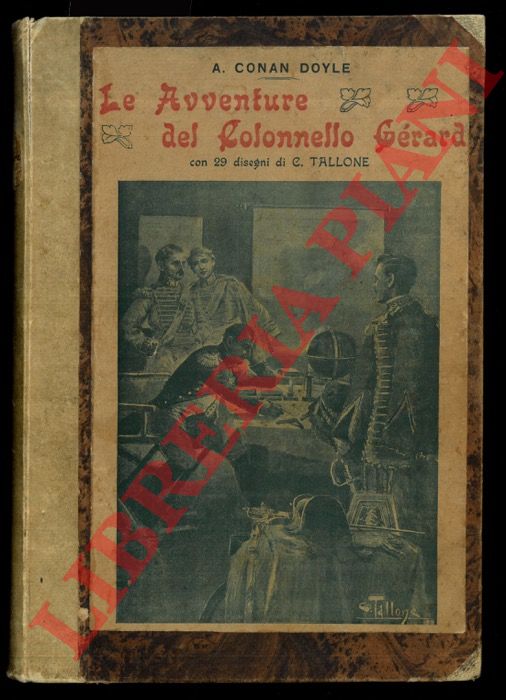 A. CONAN DOYLE
Le Avventure
del Colonnello Gérard
con 29 disegni di C. TALLONE
C. Tallone
LIBRERIA PIANI